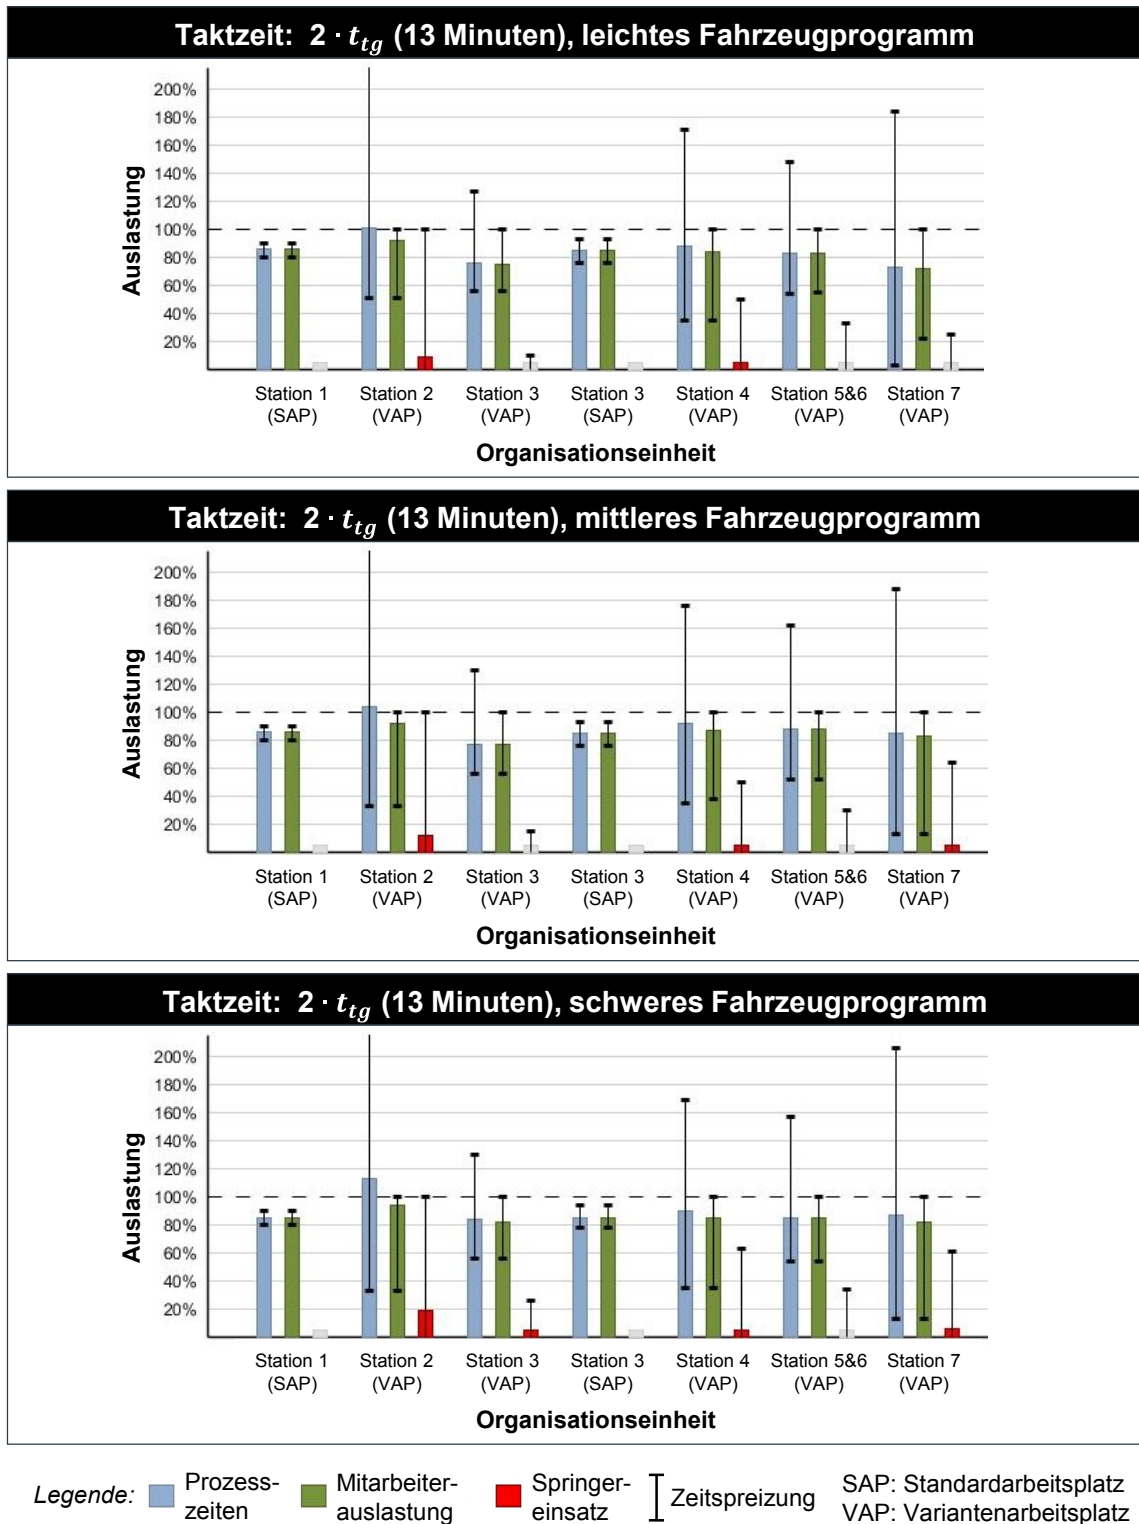 Taktzeit: 2 · t_tg (13 Minuten), leichtes Fahrzeugprogramm
200%
180%
160%
140%
120%
100%
80%
60%
40%
20%
Auslastung
Station 1 Station 2 Station 3 Station 3 Station 4 Station 5&6 Station 7
(SAP) (VAP) (VAP) (SAP) (VAP) (VAP) (VAP)
Organisationseinheit
Taktzeit: 2 · t_tg (13 Minuten), mittleres Fahrzeugprogramm
200%
180%
160%
140%
120%
100%
80%
60%
40%
20%
Auslastung
Station 1 Station 2 Station 3 Station 3 Station 4 Station 5&6 Station 7
(SAP) (VAP) (VAP) (SAP) (VAP) (VAP) (VAP)
Organisationseinheit
Taktzeit: 2 · t_tg (13 Minuten), schweres Fahrzeugprogramm
200%
180%
160%
140%
120%
100%
80%
60%
40%
20%
Auslastung
Station 1 Station 2 Station 3 Station 3 Station 4 Station 5&6 Station 7
(SAP) (VAP) (VAP) (SAP) (VAP) (VAP) (VAP)
Organisationseinheit
Legende:
Prozess-
zeiten
Mitarbeiter-
auslastung
Springer-
einsatz
Zeitspreizung
SAP: Standardarbeitsplatz
VAP: Variantenarbeitsplatz